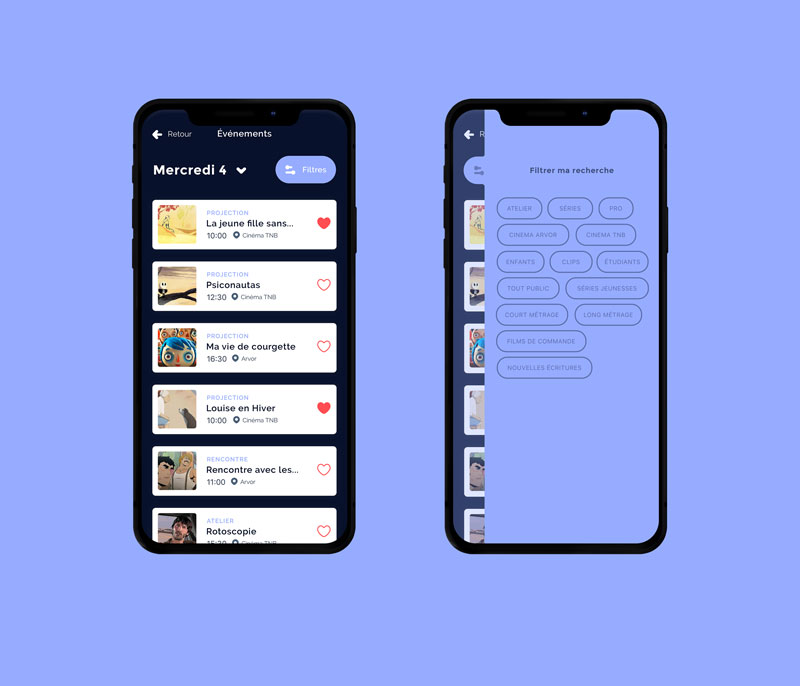 Retour
Événements
Mercredi 4
Filtres
PROJECTION
La jeune fille sans...
10:00 Cinéma TNB
PROJECTION
Psiconautas
12:30 Cinéma TNB
PROJECTION
Ma vie de courgette
16:30 Arvor
PROJECTION
Louise en Hiver
10:00 Cinéma TNB
RENCONTRE
Rencontre avec les...
11:00 Arvor
ATELIER
Rotoscopie
15:30 Cinéma TNB
R
Filtrer ma recherche
ATELIER SÉRIES PRO
CINEMA ARVOR CINEMA TNB
ENFANTS CLIPS ÉTUDIANTS
TOUT PUBLIC SÉRIES JEUNESSES
COURT MÉTRAGE LONG MÉTRAGE
FILMS DE COMMANDE
NOUVELLES ÉCRITURES